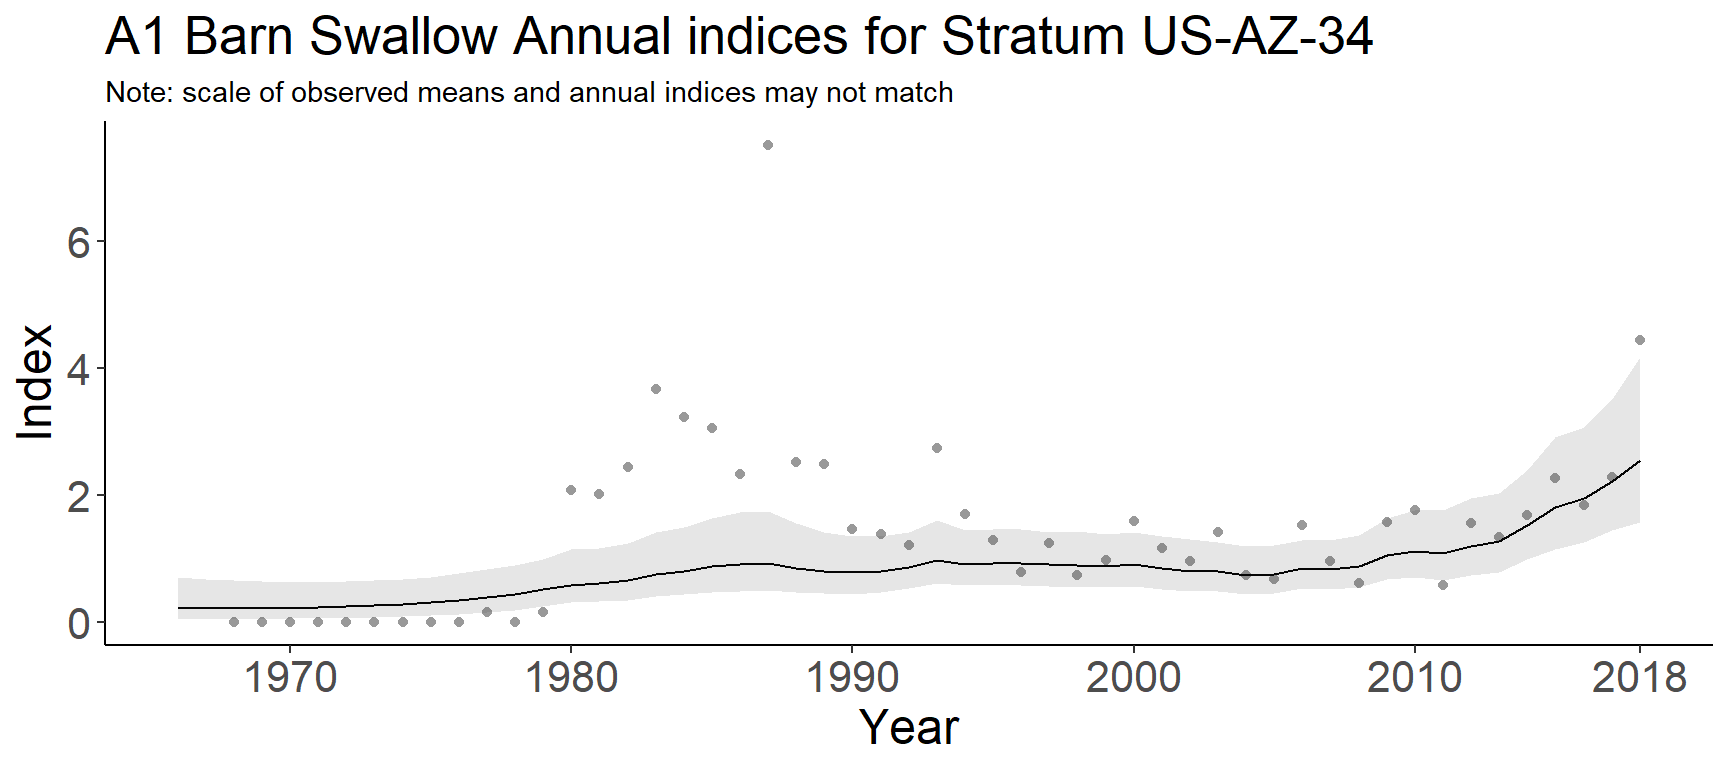 A1 Barn Swallow Annual indices for Stratum US-AZ-34
Note: scale of observed means and annual indices may not match
Index
6
4
2
0
1970 1980 1990 2000 2010 2018
Year